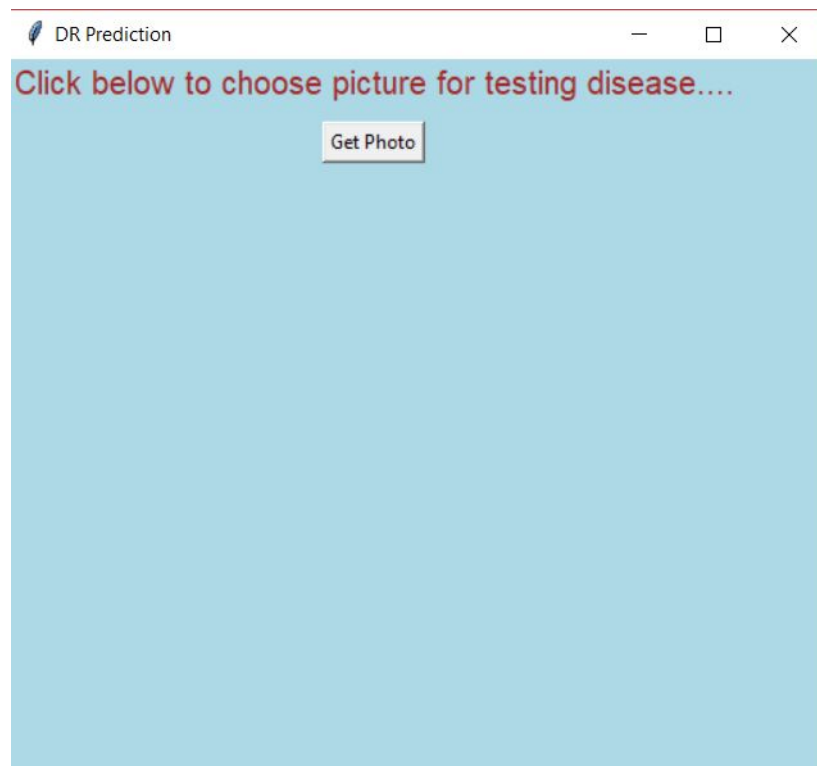 DR Prediction
Click below to choose picture for testing disease....
Get Photo